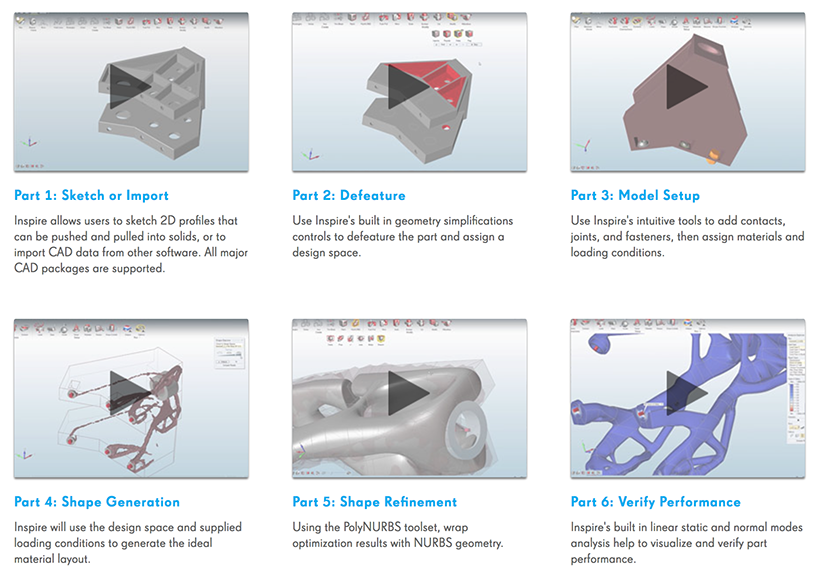 Part 1: Sketch or Import
Inspire allows users to sketch 2D profiles that
can be pushed and pulled into solids, or to
import CAD data from other software. All major
CAD packages are supported.
Part 2: Defeature
Use Inspire's built in geometry simplifications
controls to defeature the part and assign a
design space.
Part 3: Model Setup
Use Inspire's intuitive tools to add contacts,
joints, and fasteners, then assign materials and
loading conditions.
Part 4: Shape Generation
Inspire will use the design space and supplied
loading conditions to generate the ideal
material layout.
Part 5: Shape Refinement
Using the PolyNURBS toolset, wrap
optimization results with NURBS geometry.
Part 6: Verify Performance
Inspire's built in linear static and normal modes
analysis help to visualize and verify part
performance.